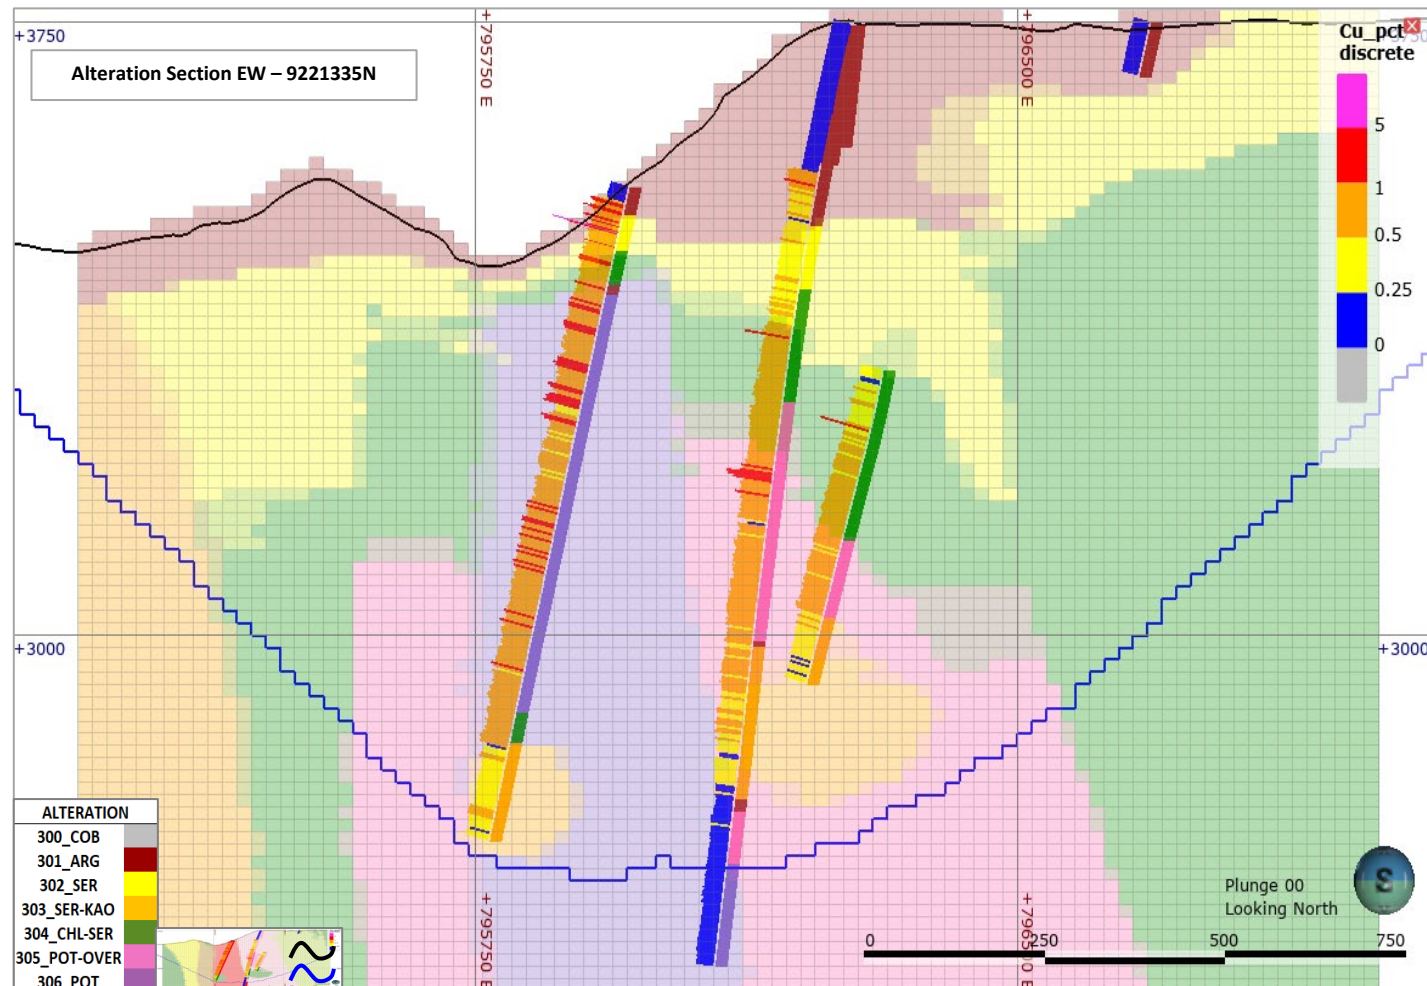 +3750
Alteration Section EW – 9221335N
+795750 E
+796500 E
Cu_pct
discrete
5
1
0.5
0.25
0
+3000
+3000
ALTERATION
300_COB
301_ARG
302_SER
303_SER-KAO
304_CHL-SER
305_POT-OVER
306_POT
+795750 E
+796500 E
Plunge 00
Looking North
S
0
250
500
750